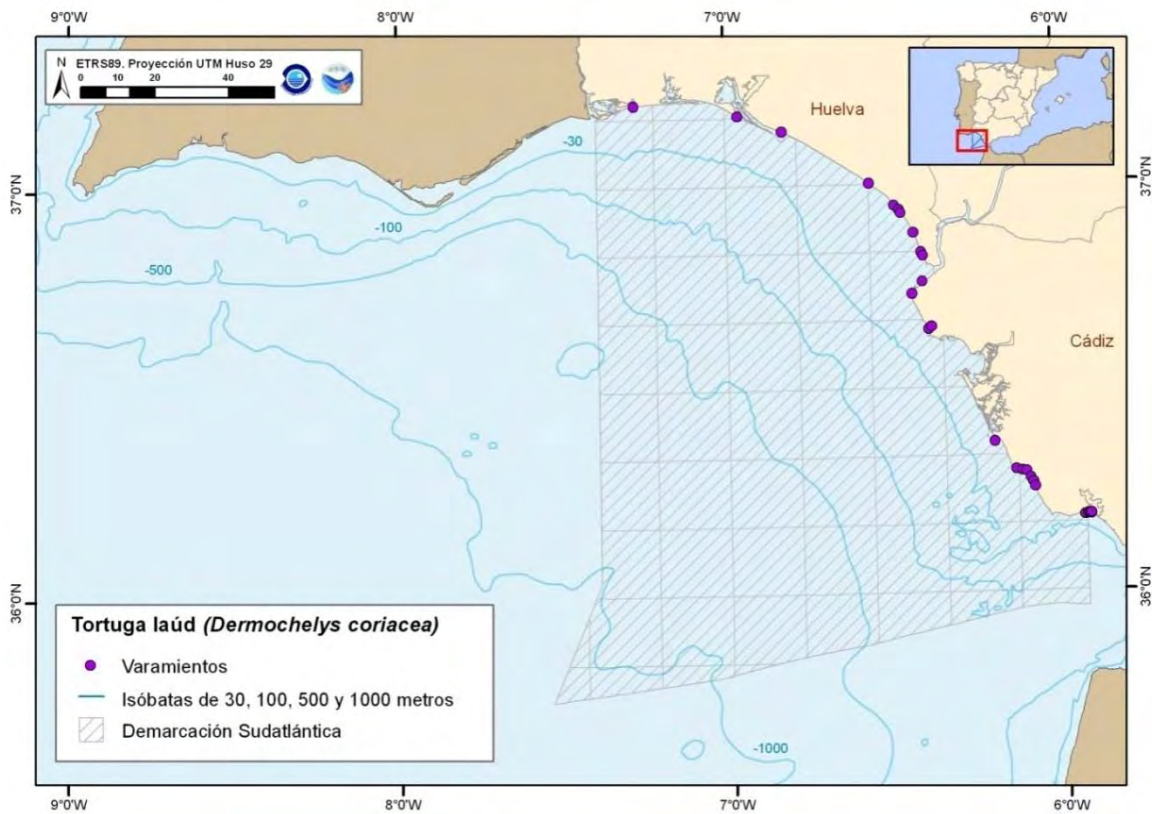 9°0'W 8°0'W 7°0'W 6°0'W
N ETRS89. Proyección UTM Huso 29
0 10 20 40
Huelva
-30
37°0'N 37°0'N
-100
-500
Cádiz
36°0'N 36°0'N
Tortuga laúd (Dermochelys coriacea)
Varamientos
Isóbatas de 30, 100, 500 y 1000 metros
Demarcación Sudatlántica
-1000
9°0'W 8°0'W 7°0'W 6°0'W